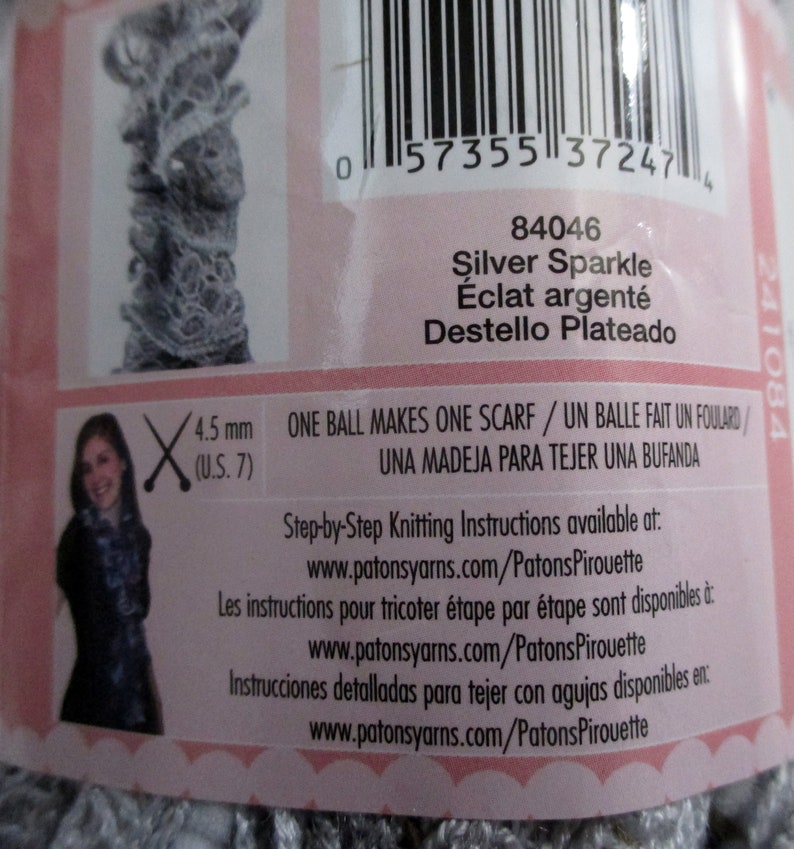 0 57355 37247 4
84046
Silver Sparkle
Éclat argenté
Destello Plateado
241084
4.5 mm
(U.S. 7)
ONE BALL MAKES ONE SCARF / UN BALLE FAIT UN FOULARD /
UNA MADEJA PARA TEJER UNA BUFANDA
Step-by-Step Knitting Instructions available at:
www.patonsyarns.com/PatonsPirouette
Les instructions pour tricoter étape par étape sont disponibles à:
www.patonsyarns.com/PatonsPirouette
Instrucciones detalladas para tejer con agujas disponibles en:
www.patonsyarns.com/PatonsPirouette